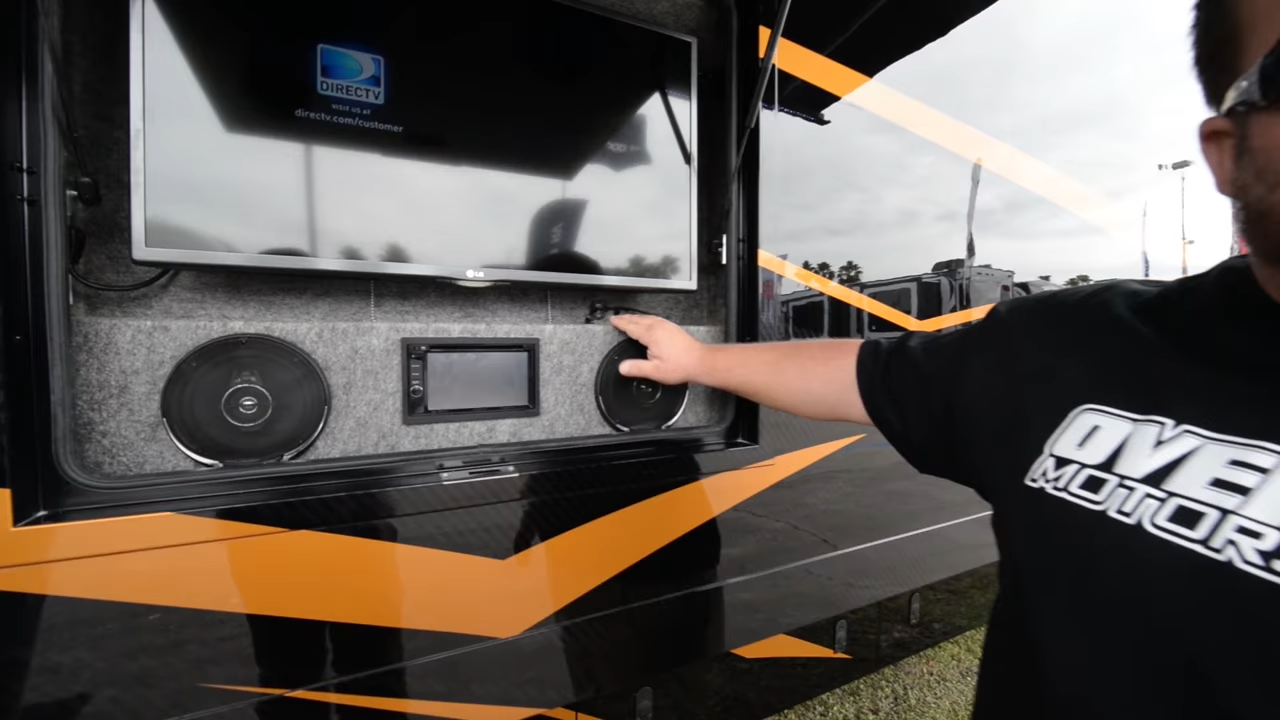 DIRECTV
VISIT US AT
directv.com/customer
LG
OVE
MOTOR